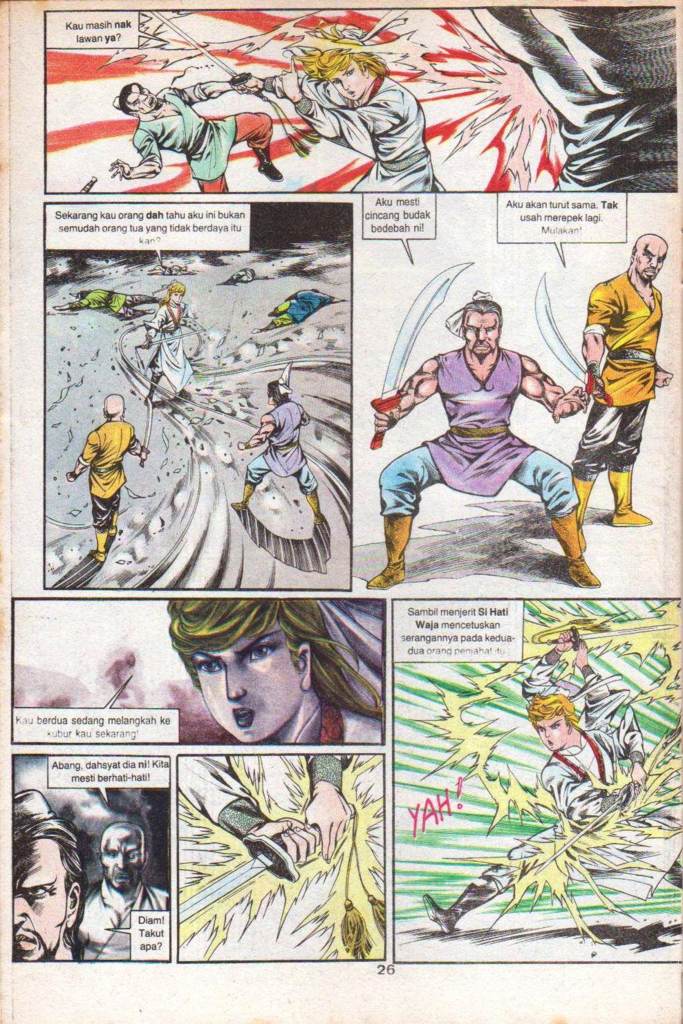 Kau masih nak
lawan ya?
Sekarang kau orang dah tahu aku ini bukan
semudah orang tua yang tidak berdaya itu
kan?
Aku mesti
cincang budak
bedebah ni!
Aku akan turut sama. Tak
usah merepek lagi.
Mulakan!
Kau berdua sedang melangkah ke
kubur kau sekarang!
Sambil menjerit Si Hati
Waja mencetuskan
serangannya pada kedua-
dua orang penjahat itu.
YAH!
Abang, dahsyat dia ni! Kita
mesti berhati-hati!
Diam!
Takut
apa?
26